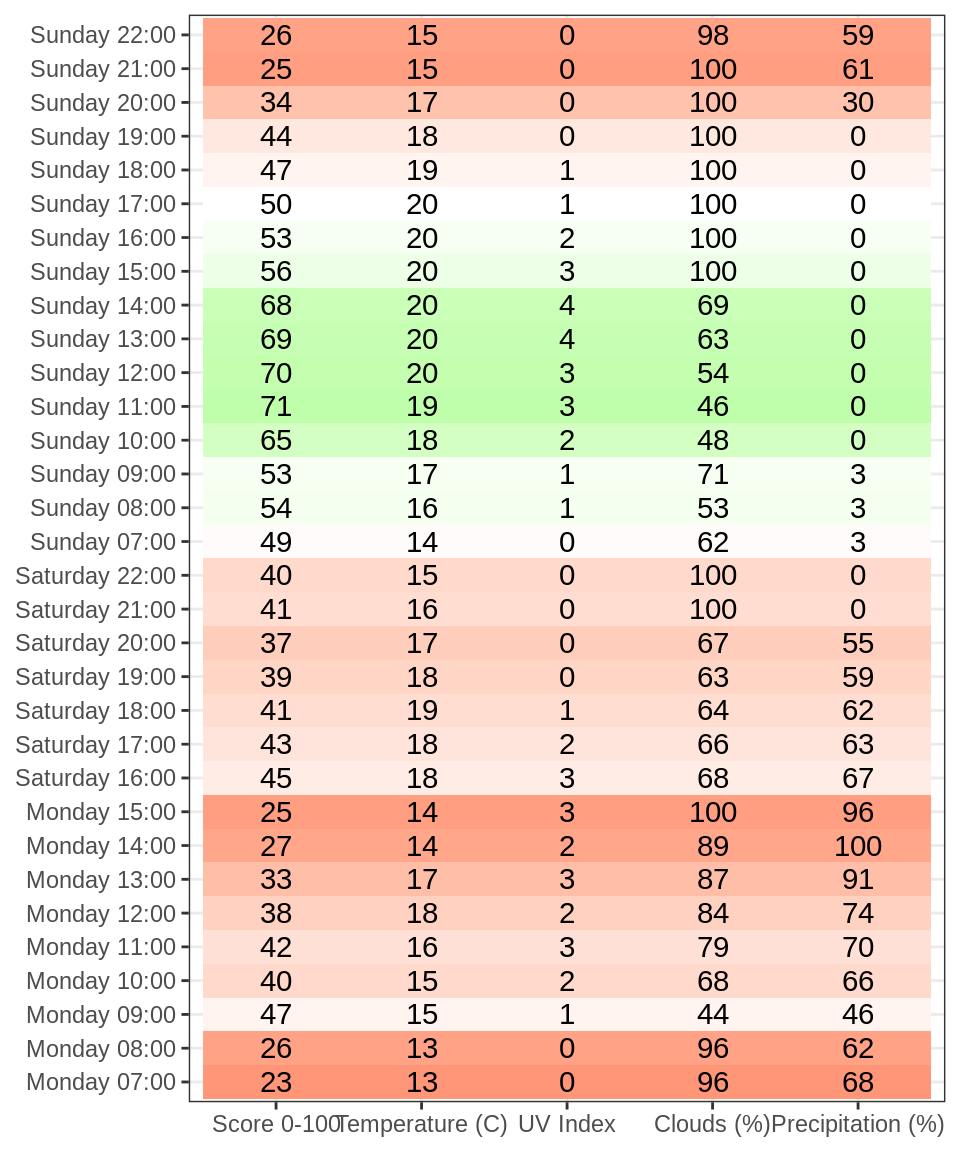 Sunday 22:00 26 15 0 98 59
Sunday 21:00 25 15 0 100 61
Sunday 20:00 34 17 0 100 30
Sunday 19:00 44 18 0 100 0
Sunday 18:00 47 19 1 100 0
Sunday 17:00 50 20 1 100 0
Sunday 16:00 53 20 2 100 0
Sunday 15:00 56 20 3 100 0
Sunday 14:00 68 20 4 69 0
Sunday 13:00 69 20 4 63 0
Sunday 12:00 70 20 3 54 0
Sunday 11:00 71 19 3 46 0
Sunday 10:00 65 18 2 48 0
Sunday 09:00 53 17 1 71 3
Sunday 08:00 54 16 1 53 3
Sunday 07:00 49 14 0 62 3
Saturday 22:00 40 15 0 100 0
Saturday 21:00 41 16 0 100 0
Saturday 20:00 37 17 0 67 55
Saturday 19:00 39 18 0 63 59
Saturday 18:00 41 19 1 64 62
Saturday 17:00 43 18 2 66 63
Saturday 16:00 45 18 3 68 67
Monday 15:00 25 14 3 100 96
Monday 14:00 27 14 2 89 100
Monday 13:00 33 17 3 87 91
Monday 12:00 38 18 2 84 74
Monday 11:00 42 16 3 79 70
Monday 10:00 40 15 2 68 66
Monday 09:00 47 15 1 44 46
Monday 08:00 26 13 0 96 62
Monday 07:00 23 13 0 96 68
Score 0-100 Temperature (C) UV Index Clouds (%) Precipitation (%)